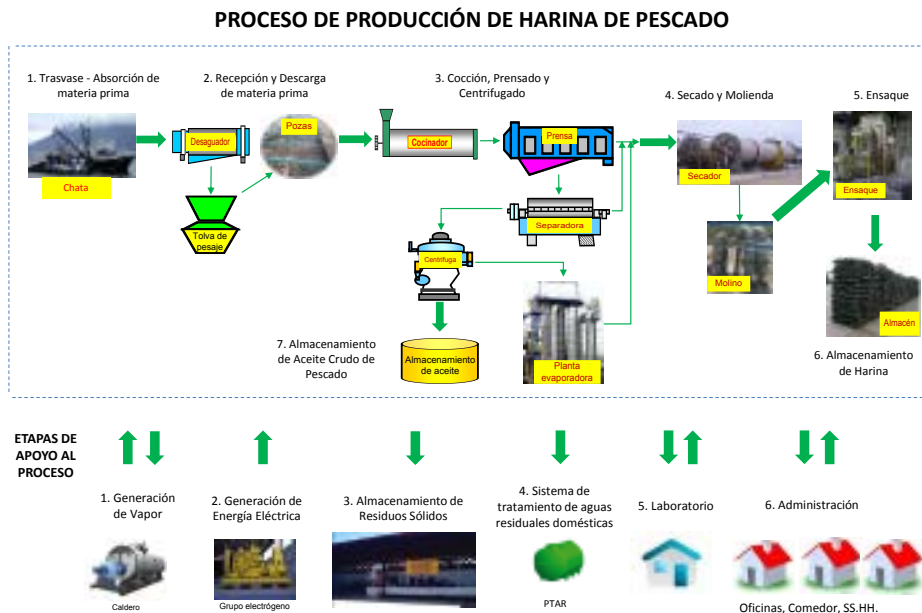 PROCESO DE PRODUCCIÓN DE HARINA DE PESCADO
1. Trasvase - Absorción de
materia prima
Chata
Desaguador
Tolva de
pesaje
2. Recepción y Descarga
de materia prima
Pozas
3. Cocción, Prensado y
Centrifugado
Cocinador
Prensa
Separadora
Centrifuga
Planta
evaporadora
4. Secado y Molienda
Secador
Molino
5. Ensaque
Ensaque
Almacén
6. Almacenamiento
de Harina
7. Almacenamiento
de Aceite Crudo de
Pescado
Almacenamiento
de aceite
ETAPAS DE
APOYO AL
PROCESO
1. Generación
de Vapor
Caldero
2. Generación de
Energía Eléctrica
Grupo electrógeno
3. Almacenamiento de
Residuos Sólidos
4. Sistema de
tratamiento de aguas
residuales domésticas
PTAR
5. Laboratorio
6. Administración
Oficinas, Comedor, SS.HH.